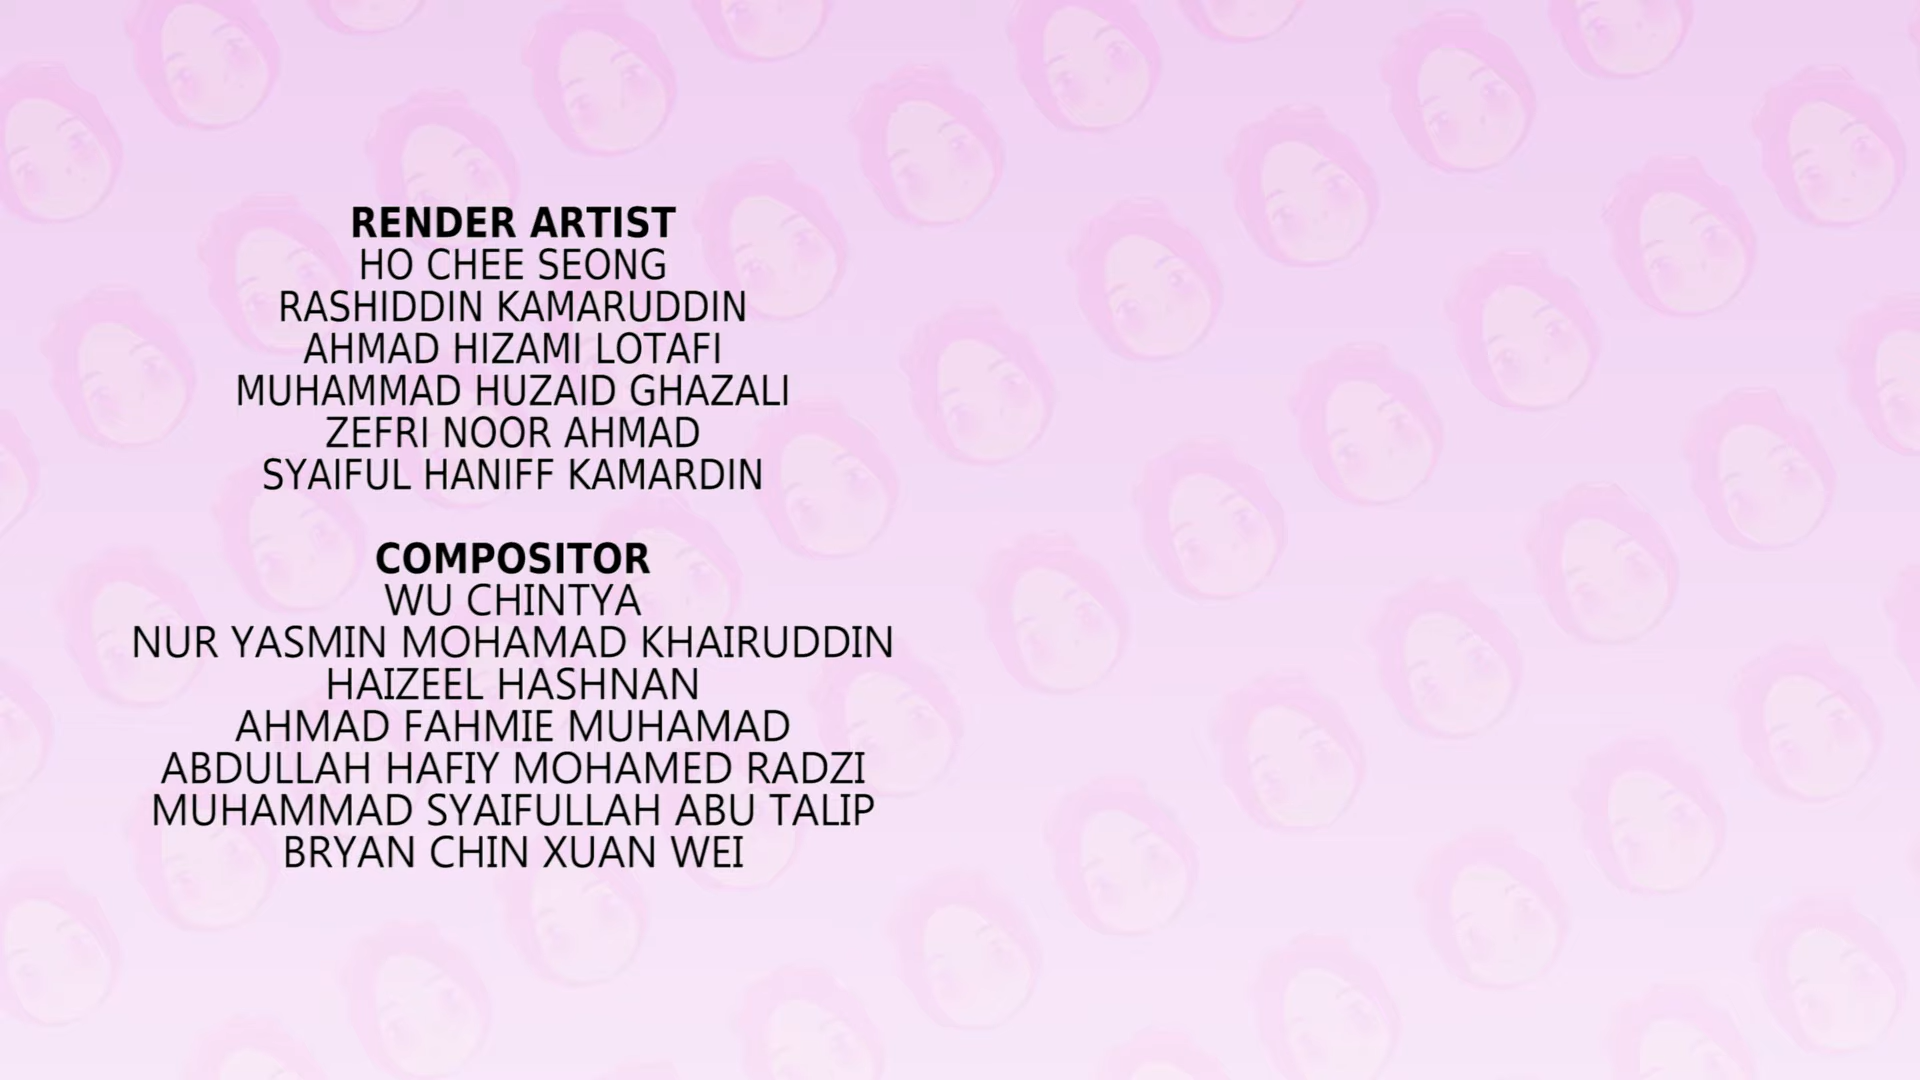 RENDER ARTIST
HO CHEE SEONG
RASHIDDIN KAMARUDDIN
AHMAD HIZAMI LOTAFI
MUHAMMAD HUZAID GHAZALI
ZEFRI NOOR AHMAD
SYAIFUL HANIFF KAMARDIN
COMPOSITOR
WU CHINTYA
NUR YASMIN MOHAMAD KHAIRUDDIN
HAIZEEL HASHNAN
AHMAD FAHMIE MUHAMAD
ABDULLAH HAFIY MOHAMED RADZI
MUHAMMAD SYAIFULLAH ABU TALIP
BRYAN CHIN XUAN WEI